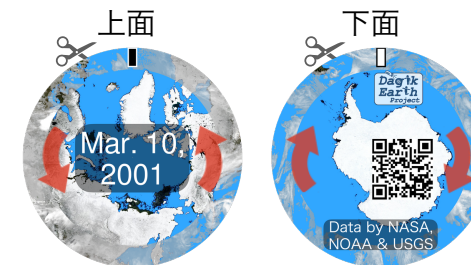 上面
下面
Mar. 10,
2001
Dagik
Earth
Project
Data by NASA,
NOAA & USGS